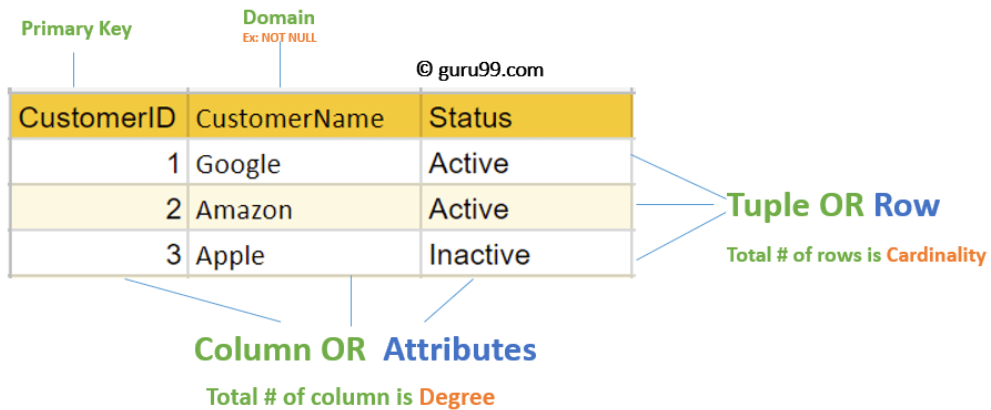 Primary Key
Domain
Ex: NOT NULL
© guru99.com
CustomerID CustomerName Status
1 Google Active
2 Amazon Active
3 Apple Inactive
Tuple OR Row
Total # of rows is Cardinality
Column OR Attributes
Total # of column is Degree